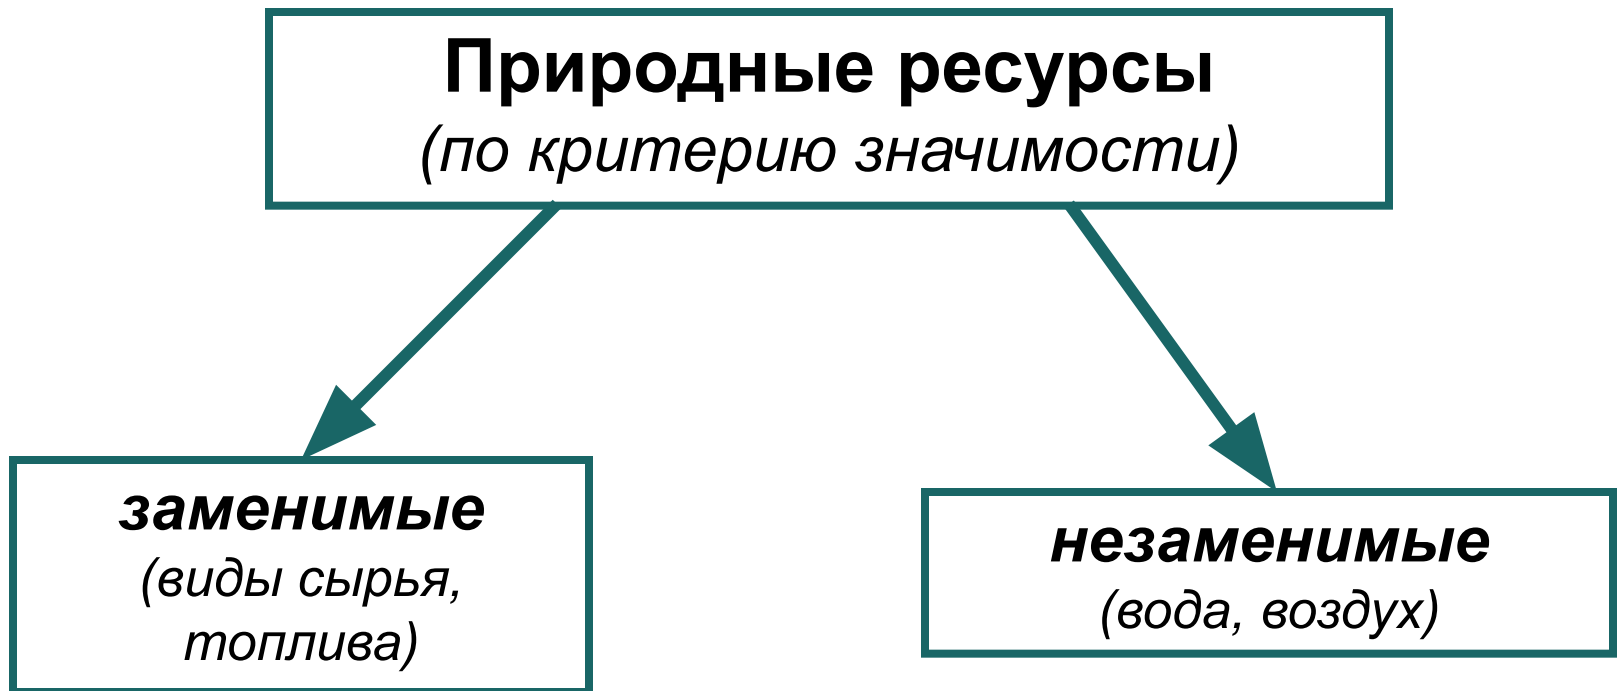 Природные ресурсы
(по критерию значимости)
заменимые
(виды сырья,
топлива)
незаменимые
(вода, воздух)